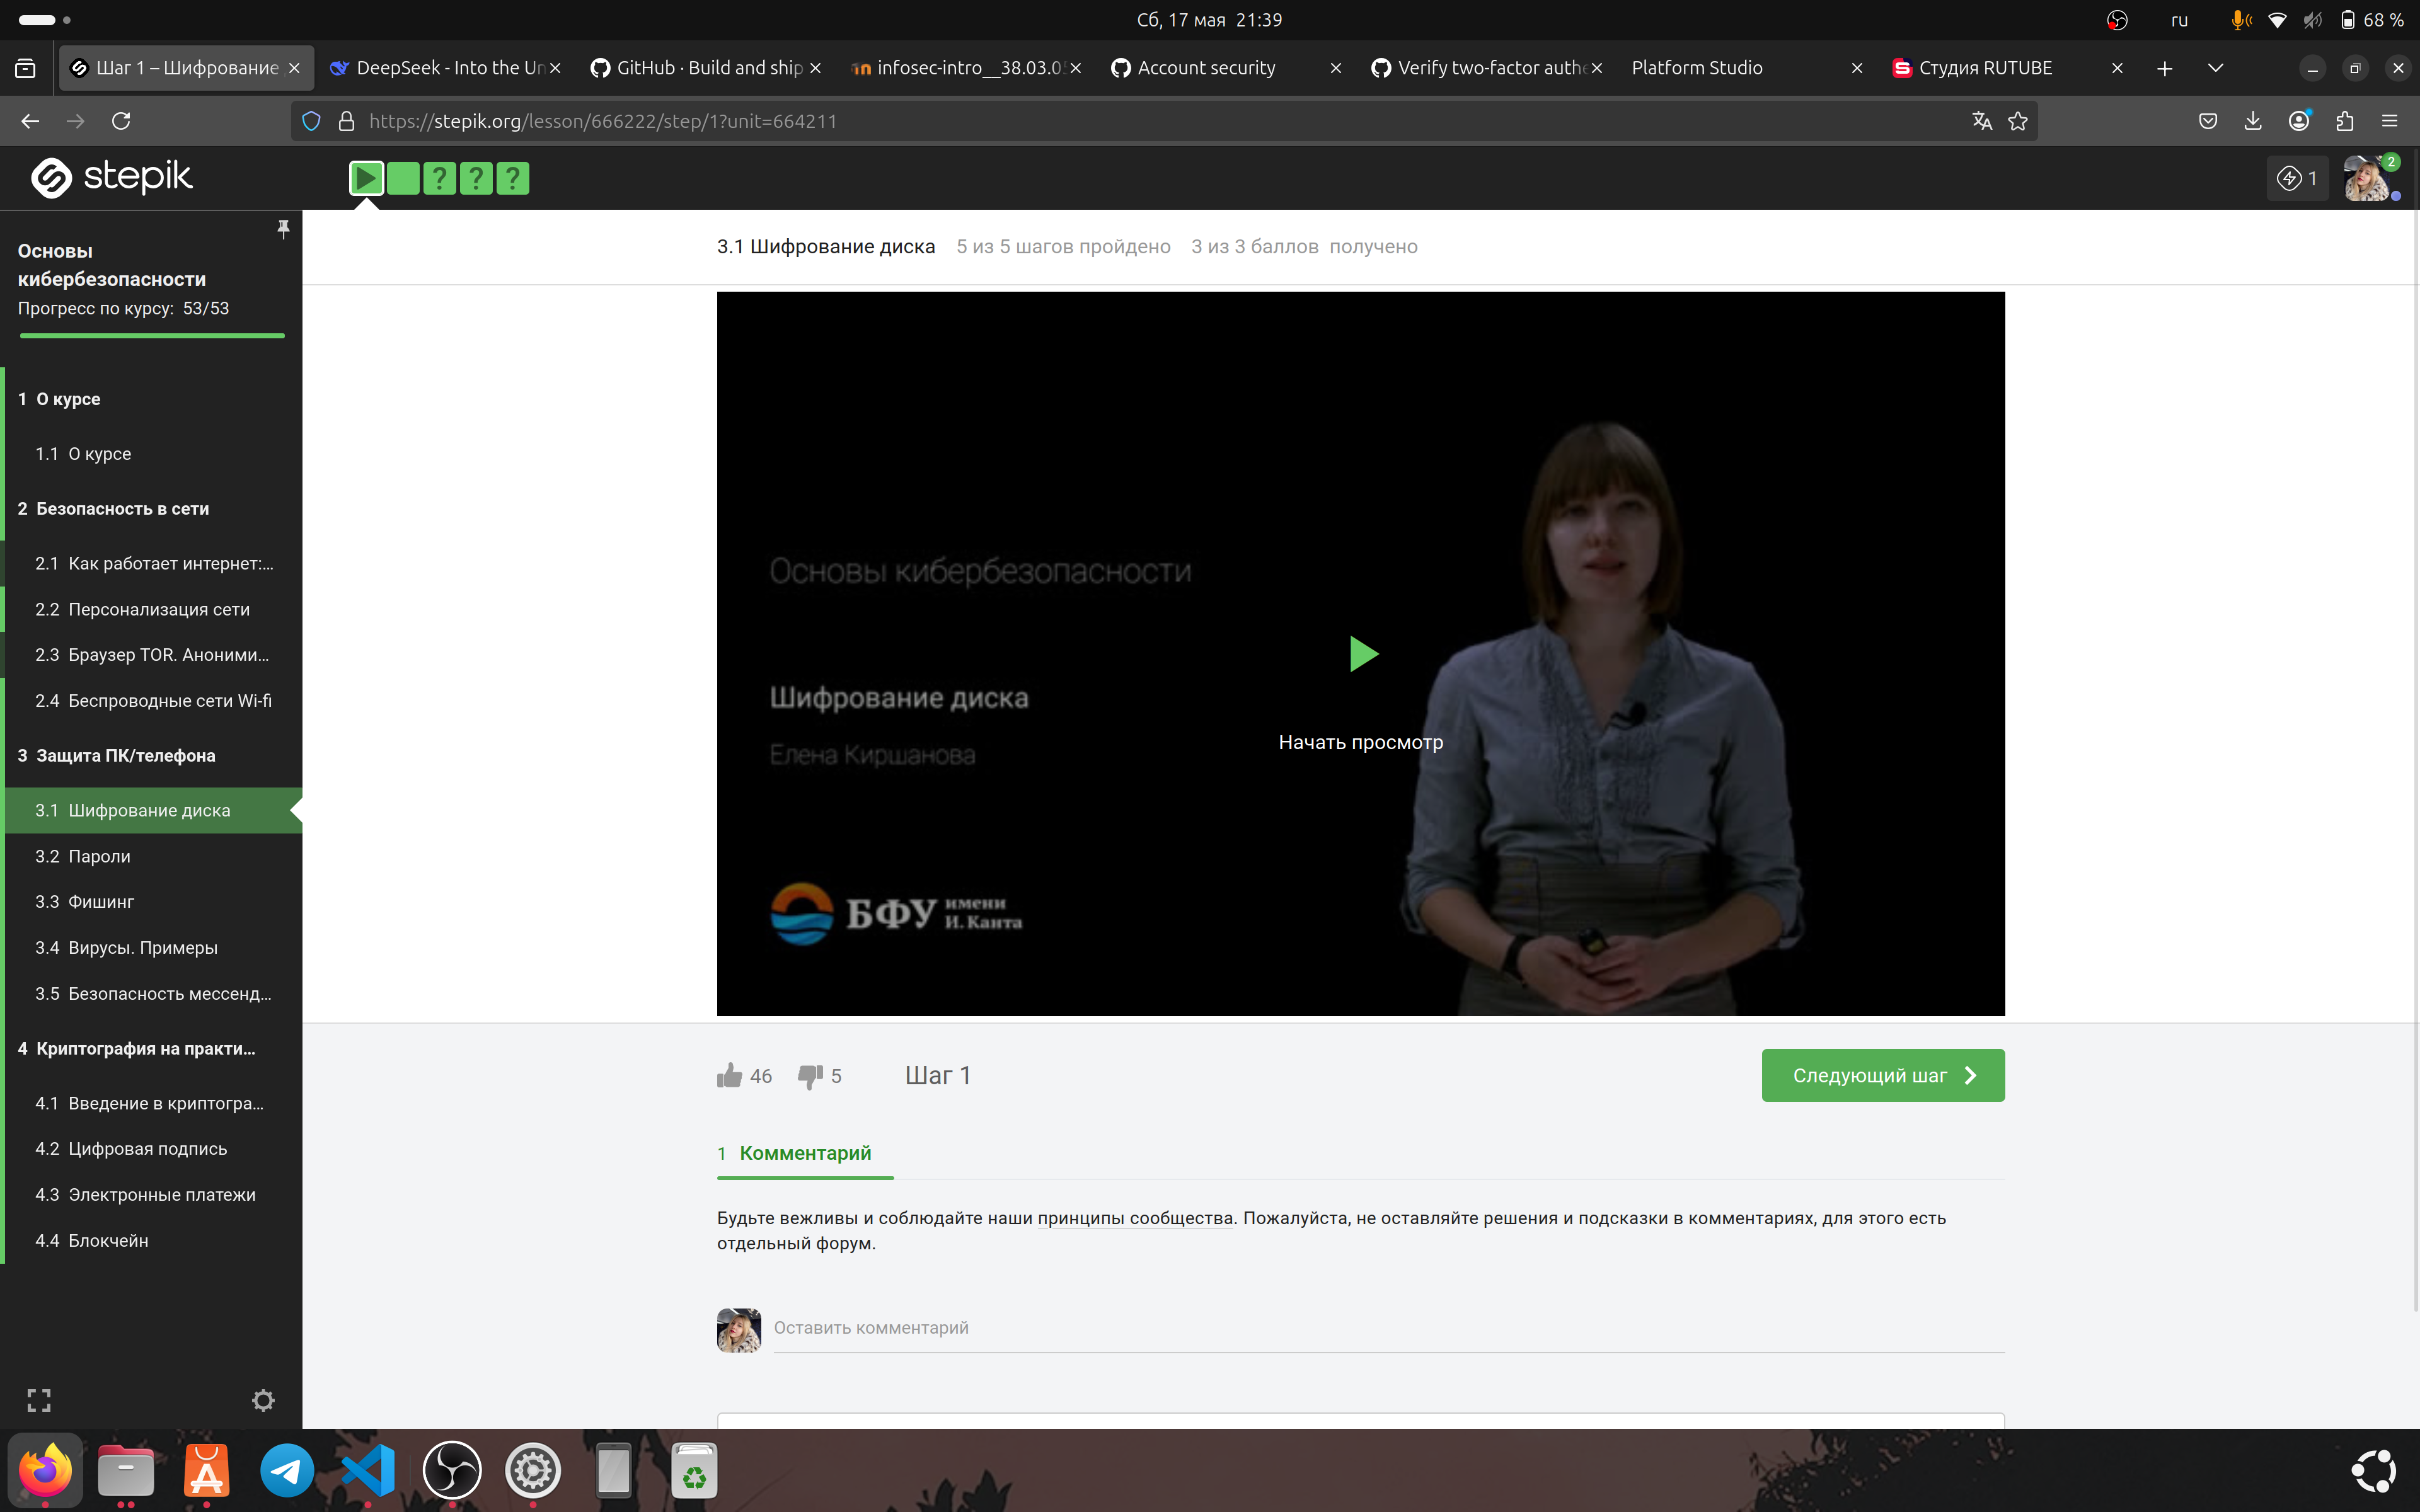 Сб, 17 мая 21:39
ru
68 %
Шаг 1 – Шифрование
DeepSeek - Into the Un
GitHub · Build and ship
infosec-intro__38.03.05
Account security
Verify two-factor authe
Platform Studio
Студия RUTUBE
https://stepik.org/lesson/666222/step/1?unit=664211
stepik
? ? ?
1
2
Основы
кибербезопасности
Прогресс по курсу: 53/53
1 О курсе
1.1 О курсе
2 Безопасность в сети
2.1 Как работает интернет:...
2.2 Персонализация сети
2.3 Браузер TOR. Аноними...
2.4 Беспроводные сети Wi-fi
3 Защита ПК/телефона
3.1 Шифрование диска
3.2 Пароли
3.3 Фишинг
3.4 Вирусы. Примеры
3.5 Безопасность мессенд...
4 Криптография на практи...
4.1 Введение в криптогра...
4.2 Цифровая подпись
4.3 Электронные платежи
4.4 Блокчейн
3.1 Шифрование диска 5 из 5 шагов пройдено 3 из 3 баллов получено
Основы кибербезопасности
Шифрование диска
Елена Киршанова
Начать просмотр
БФУ имени
И. Канта
46 5 Шаг 1
Следующий шаг
1 Комментарий
Будьте вежливы и соблюдайте наши принципы сообщества. Пожалуйста, не оставляйте решения и подсказки в комментариях, для этого есть
отдельный форум.
Оставить комментарий